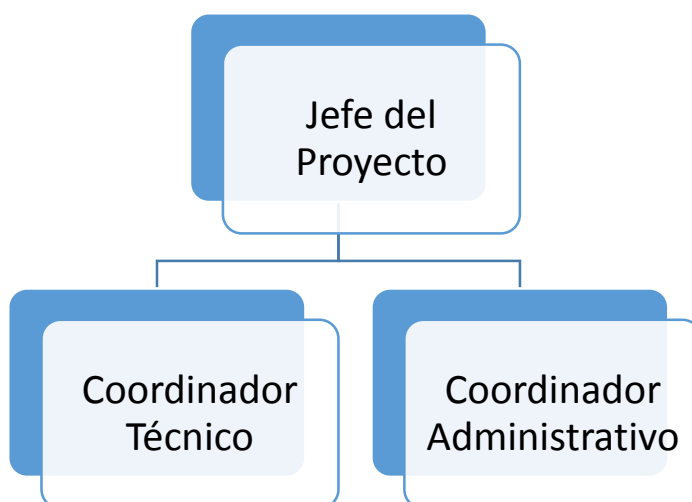 Jefe del
Proyecto
Coordinador
Técnico
Coordinador
Administrativo